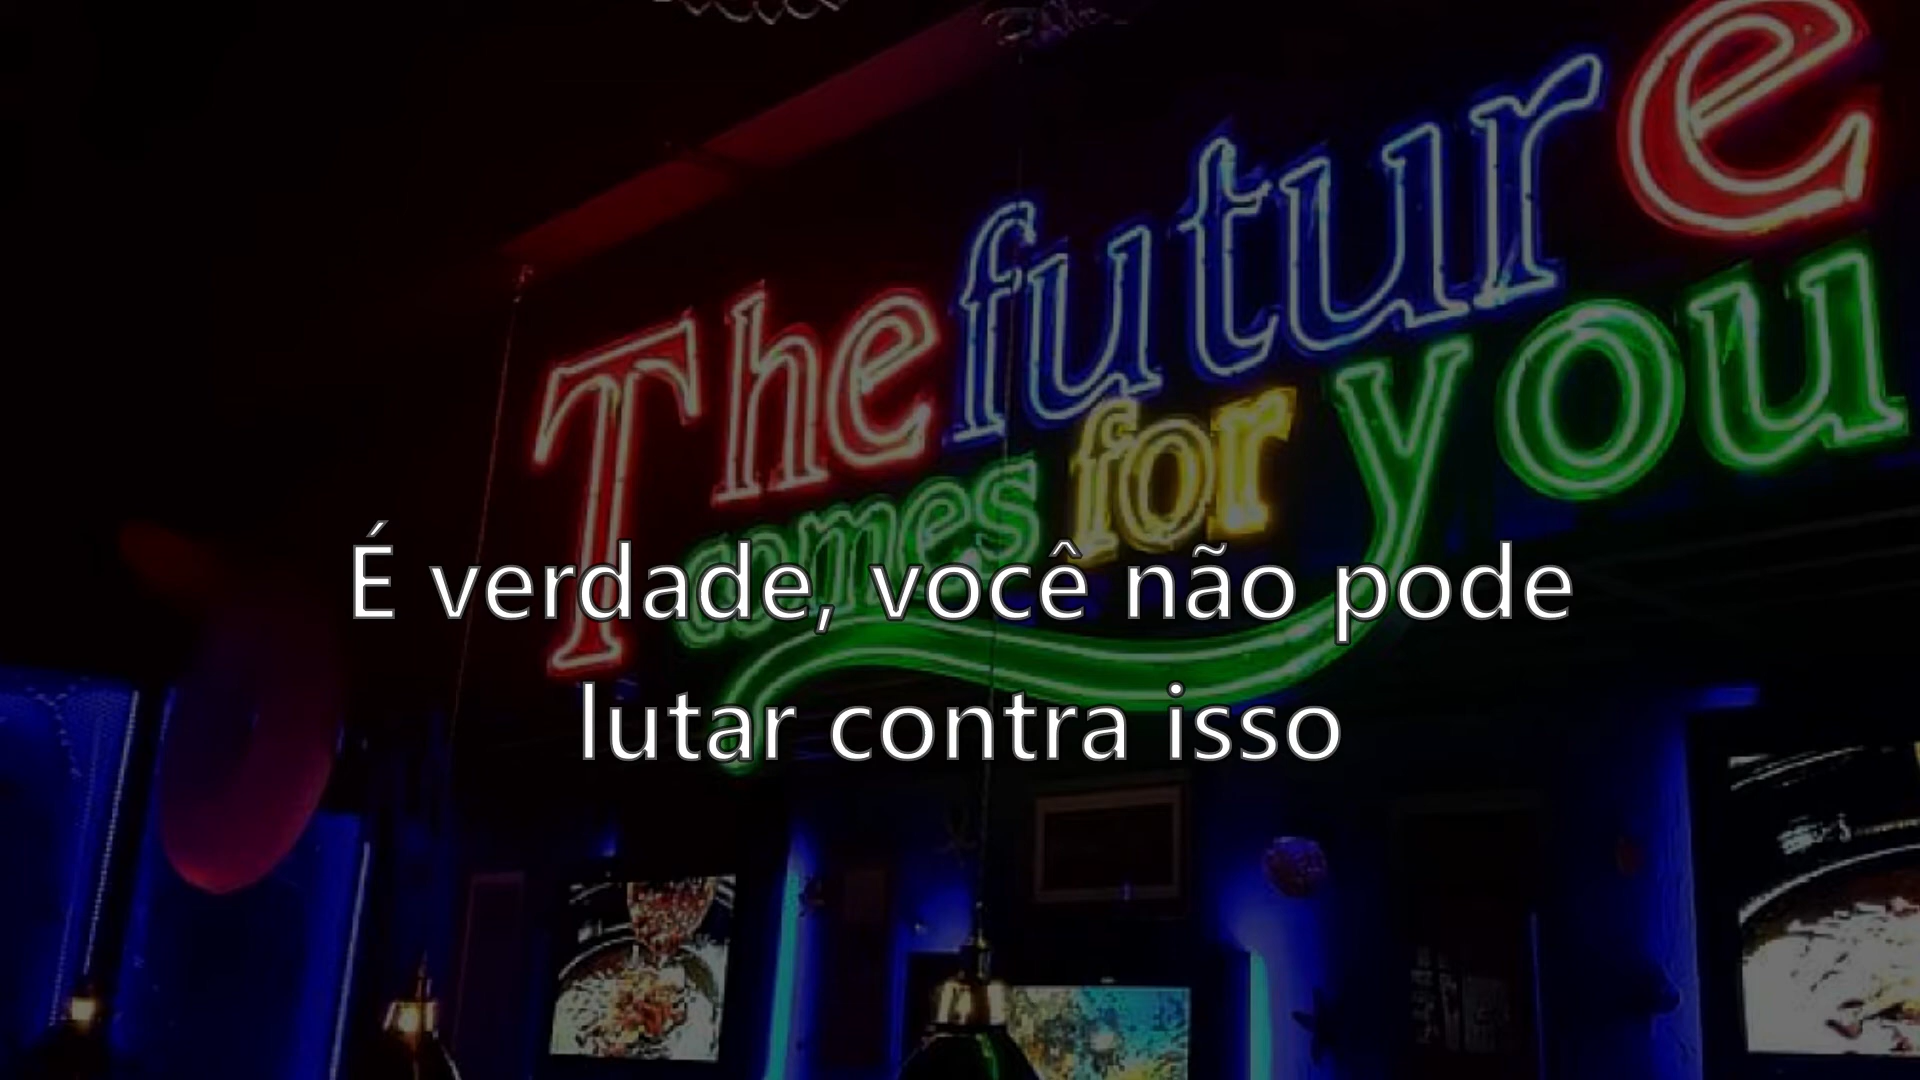 The future
comes for you
É verdade, você não pode
lutar contra isso